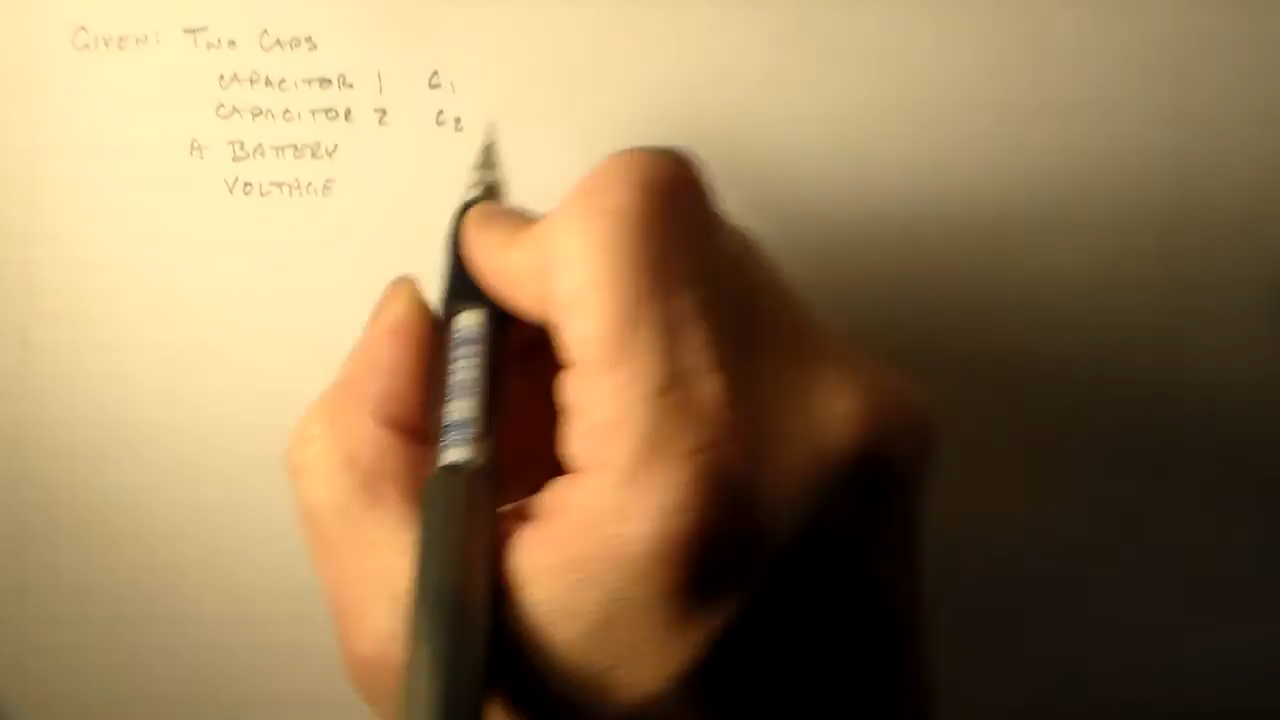 GIVEN: TWO CAPS
CAPACITOR 1 C₁
CAPACITOR 2 C₂
A BATTERY
VOLTAGE